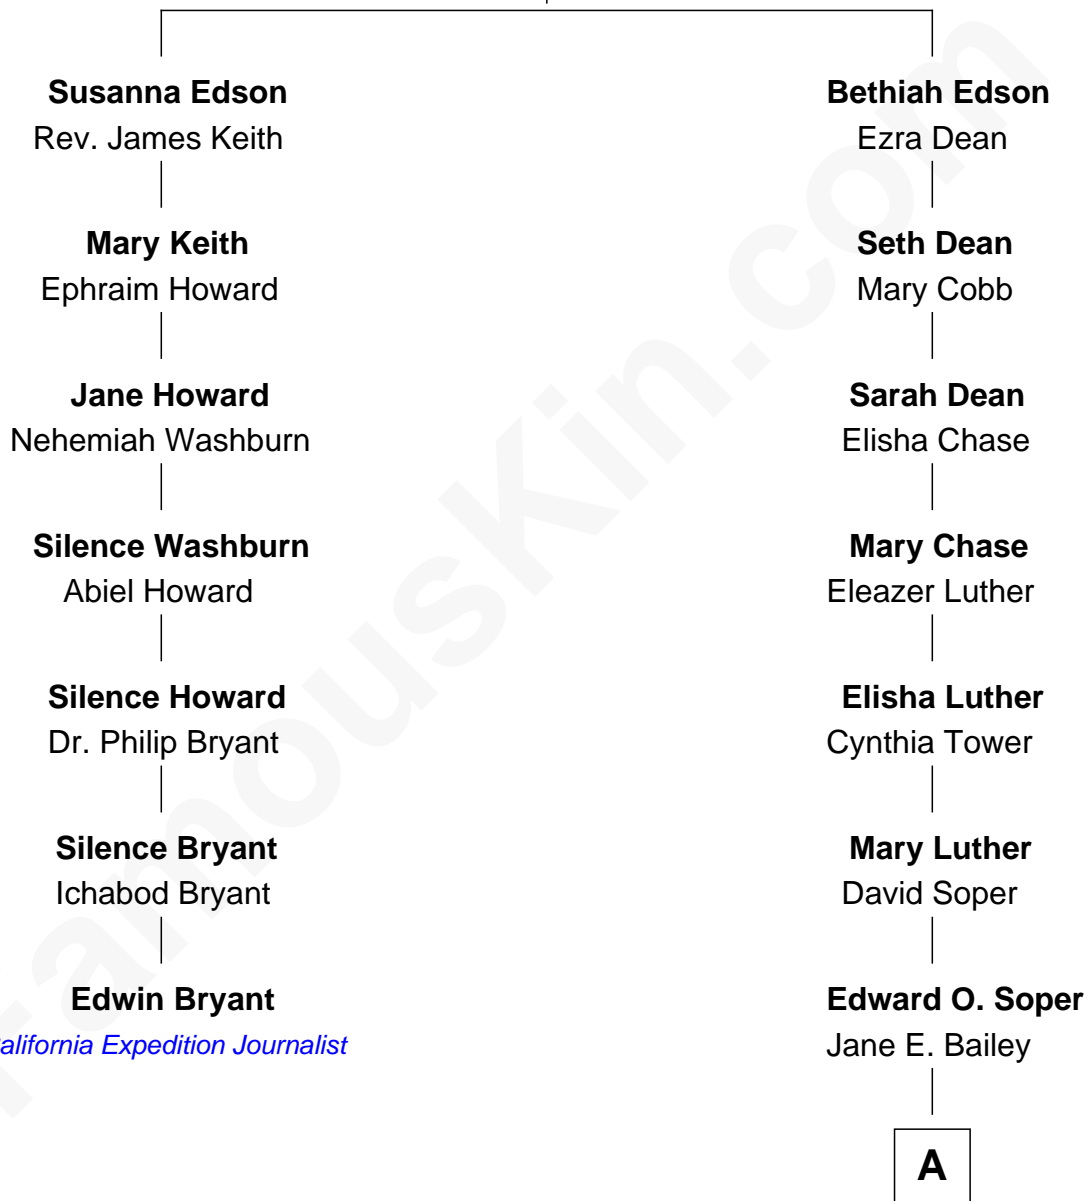 Susanna Edson
Rev. James Keith
Mary Keith
Ephraim Howard
Jane Howard
Nehemiah Washburn
Silence Washburn
Abiel Howard
Silence Howard
Dr. Philip Bryant
Silence Bryant
Ichabod Bryant
Edwin Bryant
alifornia Expedition Journalist
Bethiah Edson
Ezra Dean
Seth Dean
Mary Cobb
Sarah Dean
Elisha Chase
Mary Chase
Eleazer Luther
Elisha Luther
Cynthia Tower
Mary Luther
David Soper
Edward O. Soper
Jane E. Bailey
A
FamousKin.com